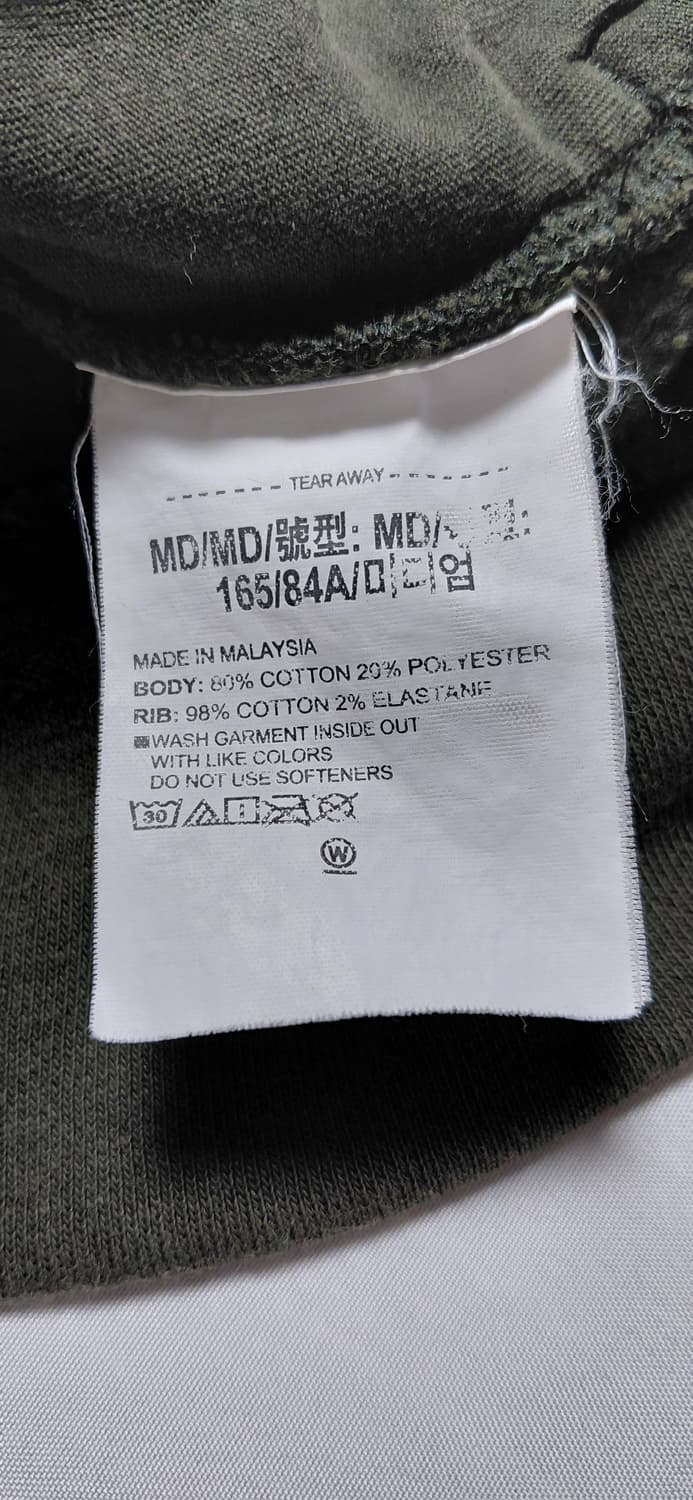 TEAR AWAY
MD/MD/號型: MD/
165/84A/미디엄
MADE IN MALAYSIA
BODY: 80% COTTON 20% POLYESTER
RIB: 98% COTTON 2% ELASTANE
WASH GARMENT INSIDE OUT
WITH LIKE COLORS
DO NOT USE SOFTENERS
30
W